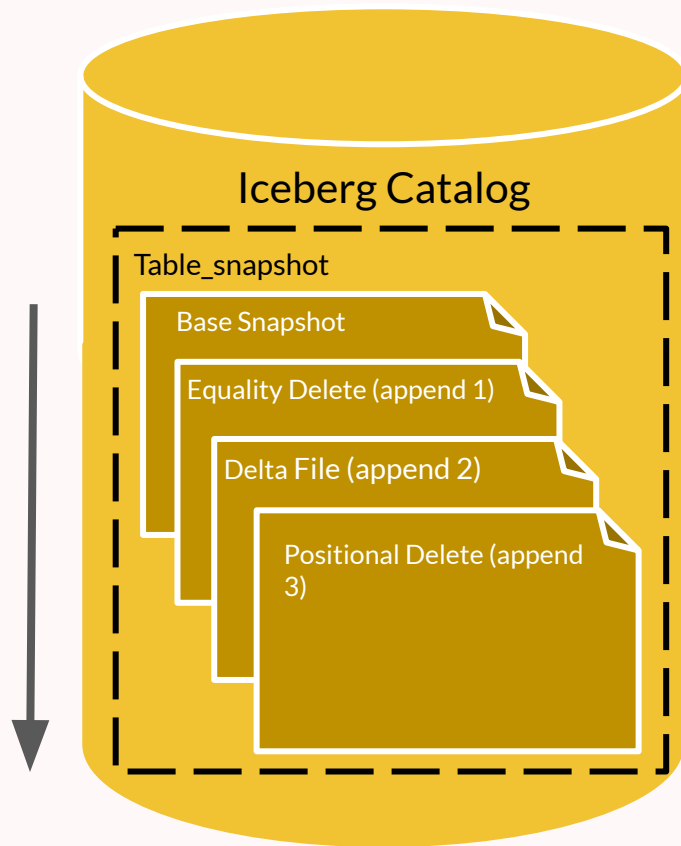 Iceberg Catalog
Table_snapshot
Base Snapshot
Equality Delete (append 1)
Delta File (append 2)
Positional Delete (append
3)